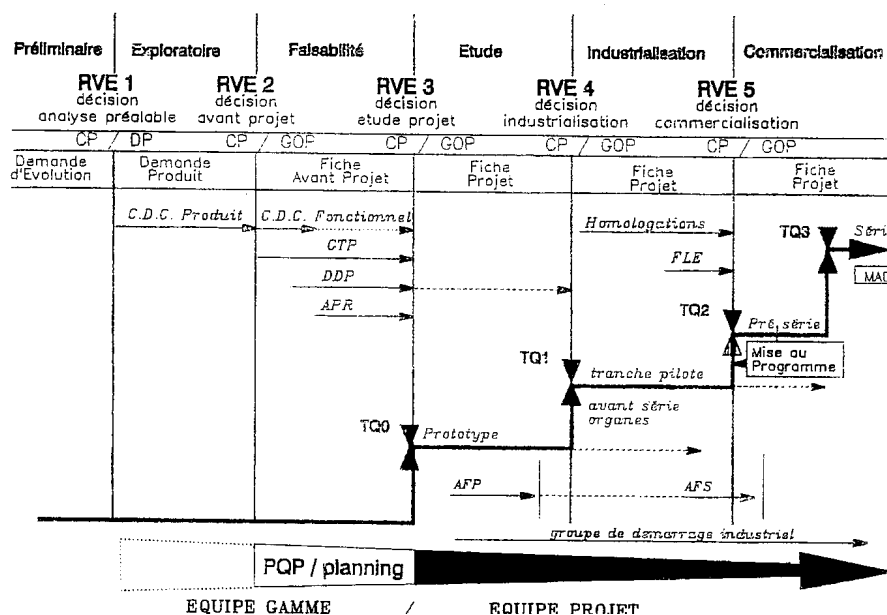 Préliminaire Exploratoire Faisabilité Etude Industrialisation Commercialisation
RVE 1 RVE 2 RVE 3 RVE 4 RVE 5
décision décision décision décision décision
analyse préalable avant projet etude projet industrialisation commercialisation
CP / DP CP / GOP CP / GOP CP / GOP CP / GOP
Demande Demande Fiche Fiche Fiche Fiche
d'Evolution Produit Avant Projet Projet Projet Projet
C.D.C. Produit C.D.C. Fonctionnel Homologations TQ3 Séri
CTP FLE
MAC
DDP
APR TQ2 Pré série
Mise au
Programme
TQ1 tranche pilote
avant série
organes
TQ0 Prototype
AFP AFS
groupe de démarrage industriel
PQP / planning
EQUIPE GAMME / EQUIPE PROJET